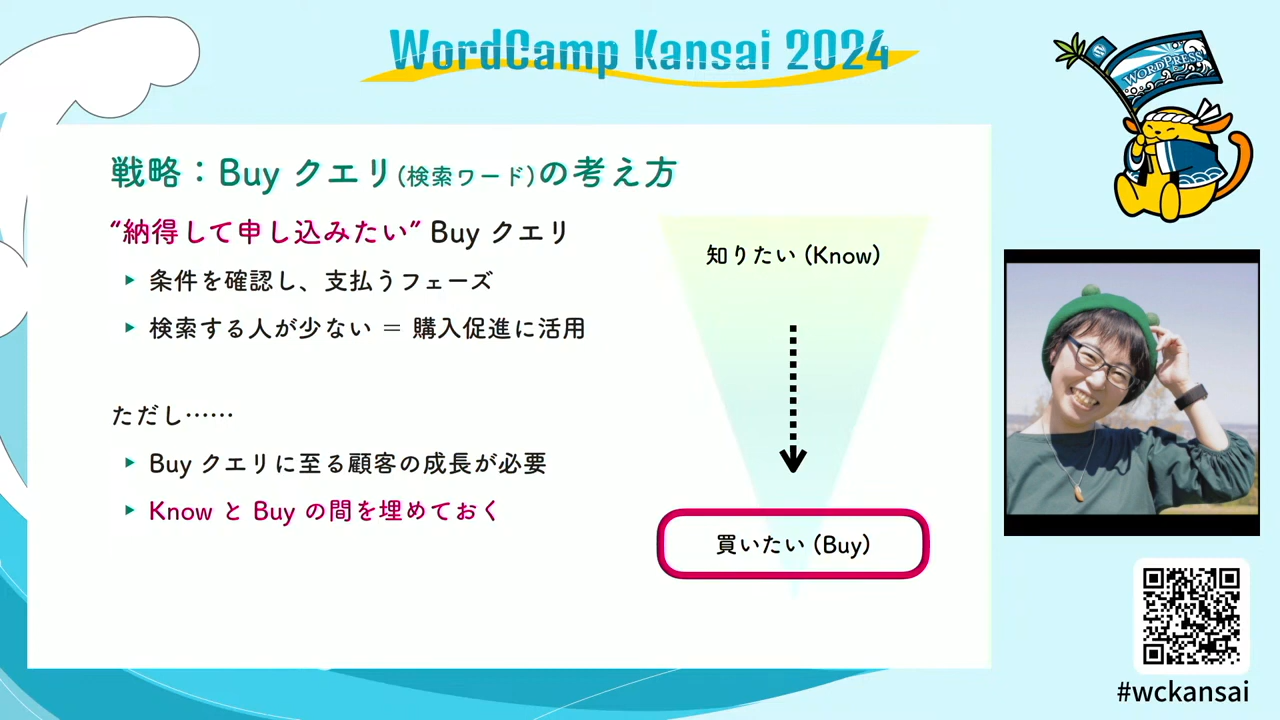 WordCamp Kansai 2024
W
WORDPRESS
戦略：Buy クエリ(検索ワード)の考え方
“納得して申し込みたい” Buy クエリ
条件を確認し、支払うフェーズ
検索する人が少ない ＝ 購入促進に活用
ただし……
Buy クエリに至る顧客の成長が必要
Know と Buy の間を埋めておく
知りたい (Know)
買いたい (Buy)
#wckansai